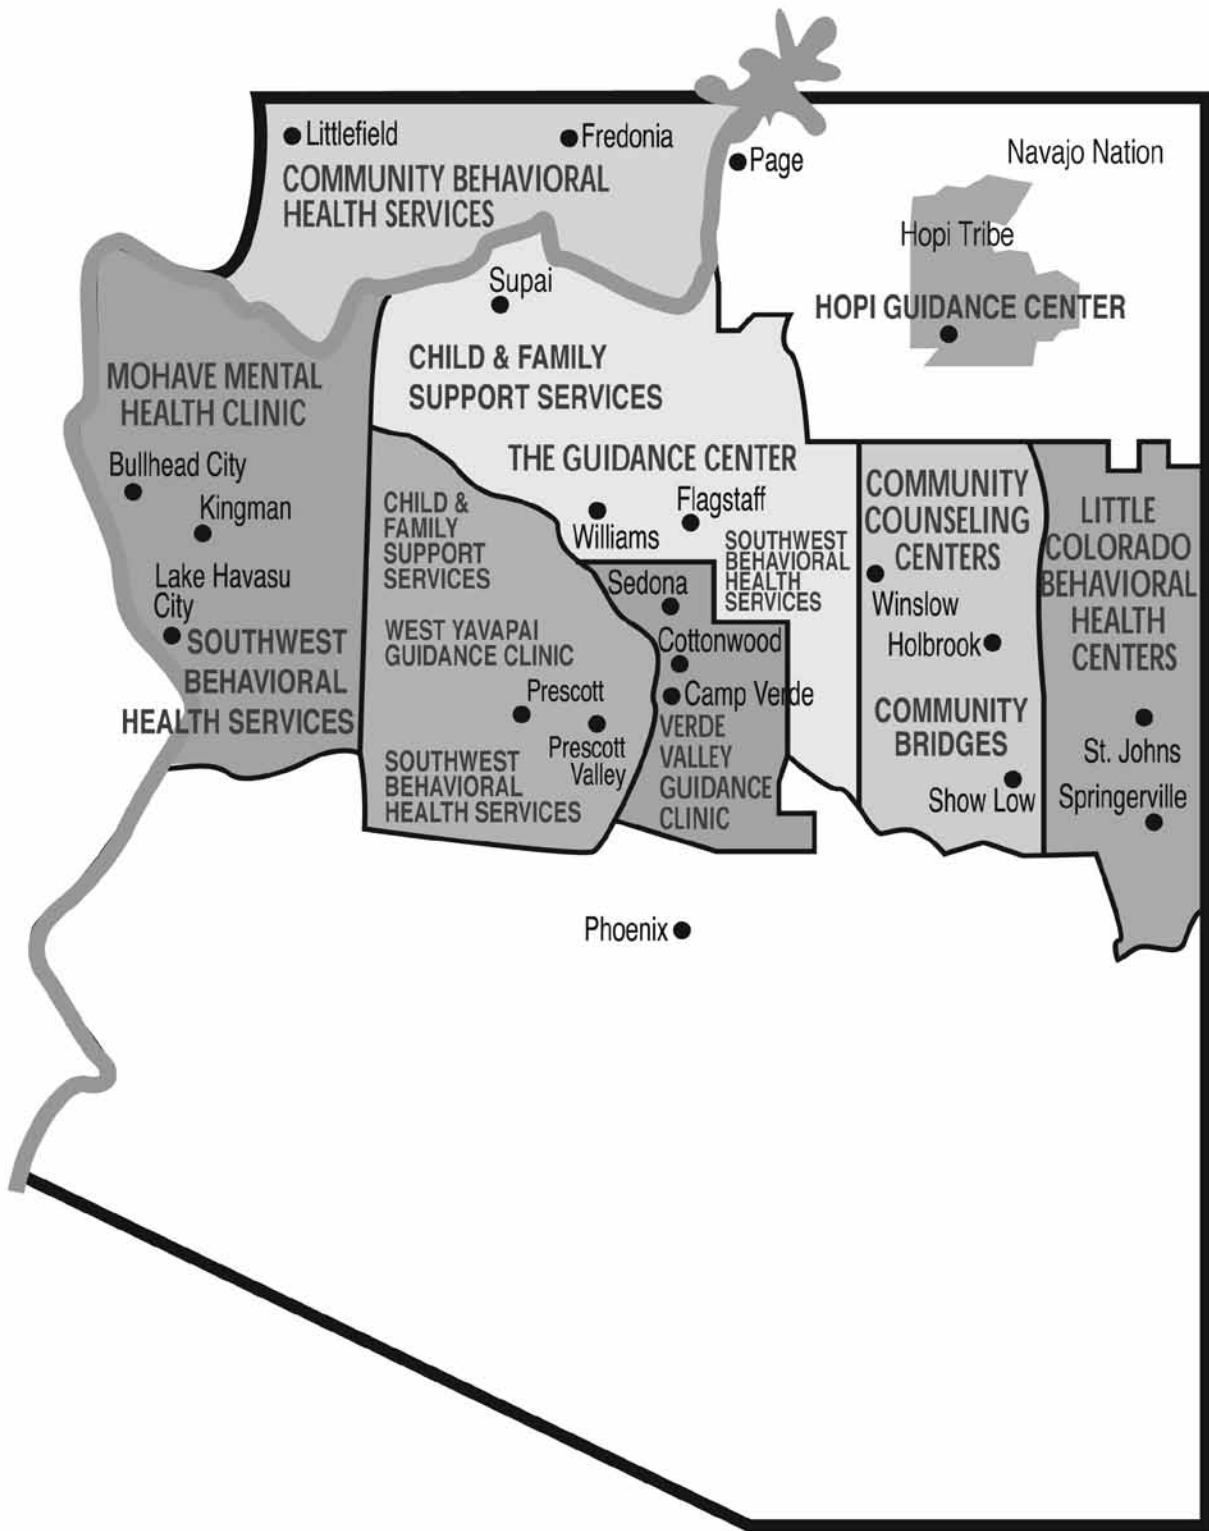 Littlefield
Fredonia
COMMUNITY BEHAVIORAL
HEALTH SERVICES
Page
Navajo Nation
Hopi Tribe
HOPI GUIDANCE CENTER
Supai
CHILD & FAMILY
SUPPORT SERVICES
THE GUIDANCE CENTER
Williams
Flagstaff
SOUTHWEST
BEHAVIORAL
HEALTH
SERVICES
MOHAVE MENTAL
HEALTH CLINIC
Bullhead City
Kingman
Lake Havasu
City
SOUTHWEST
BEHAVIORAL
HEALTH SERVICES
CHILD &
FAMILY
SUPPORT
SERVICES
WEST YAVAPAI
GUIDANCE CLINIC
Prescott
Prescott
Valley
SOUTHWEST
BEHAVIORAL
HEALTH SERVICES
Sedona
Cottonwood
Camp Verde
VERDE
VALLEY
GUIDANCE
CLINIC
COMMUNITY
COUNSELING
CENTERS
Winslow
Holbrook
COMMUNITY
BRIDGES
Show Low
LITTLE
COLORADO
BEHAVIORAL
HEALTH
CENTERS
St. Johns
Springerville
Phoenix